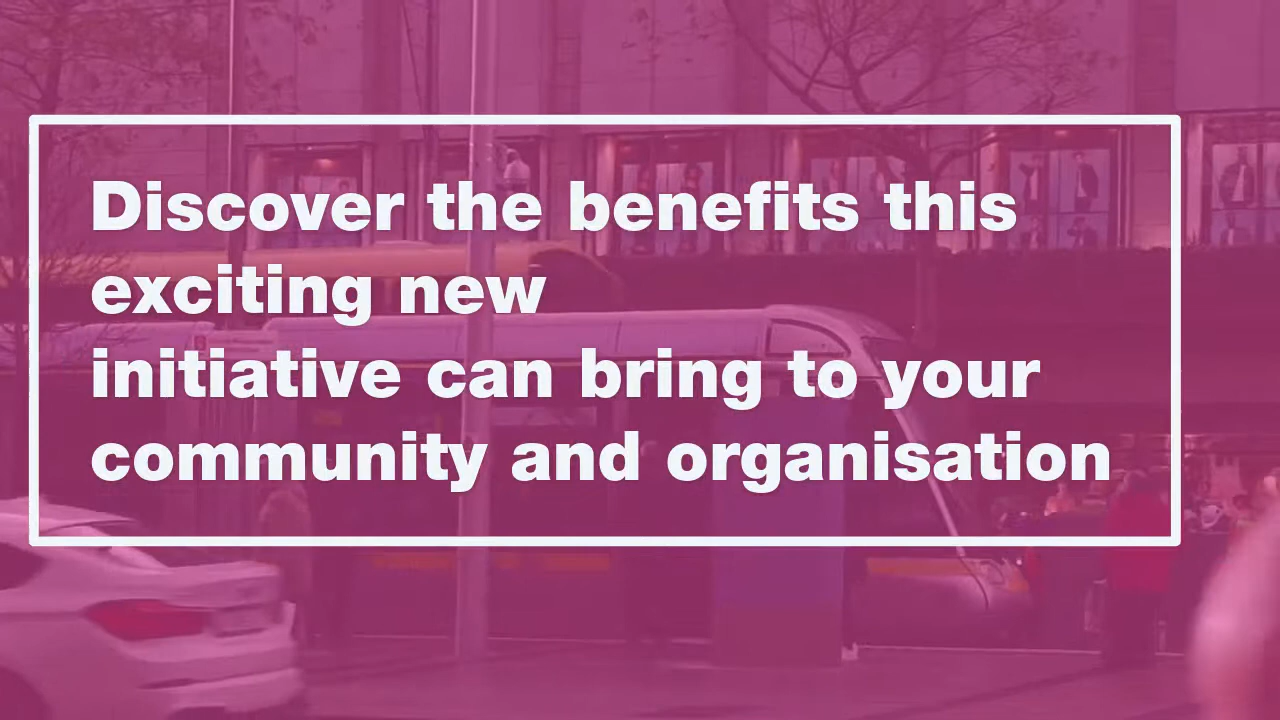 Discover the benefits this
exciting new
initiative can bring to your
community and organisation